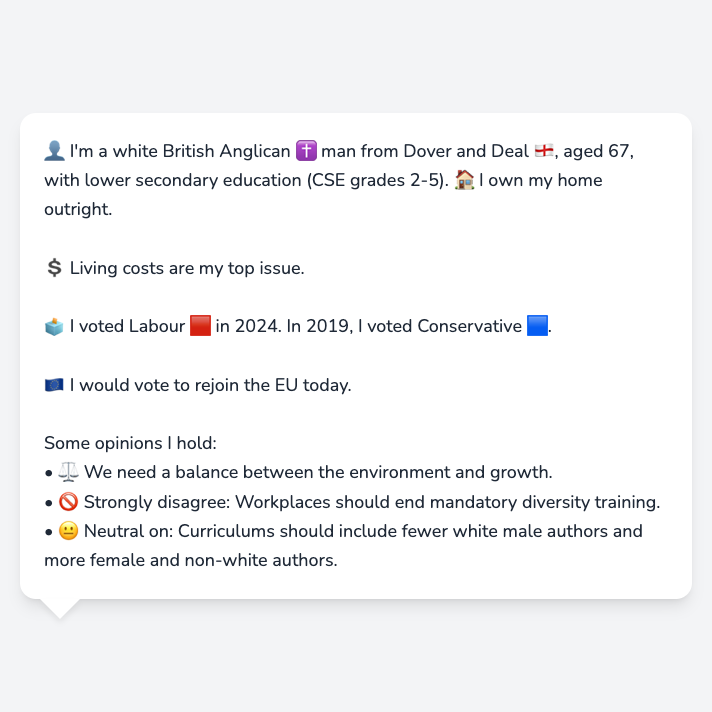 👤 I'm a white British Anglican ✝️ man from Dover and Deal 🏴󠁧󠁢󠁥󠁮󠁧󠁿, aged 67,
with lower secondary education (CSE grades 2-5). 🏠 I own my home
outright.
💲 Living costs are my top issue.
🗳️ I voted Labour 🟥 in 2024. In 2019, I voted Conservative 🟦.
🇪🇺 I would vote to rejoin the EU today.
Some opinions I hold:
• ⚖️ We need a balance between the environment and growth.
• 🚫 Strongly disagree: Workplaces should end mandatory diversity training.
• 😐 Neutral on: Curriculums should include fewer white male authors and
more female and non-white authors.